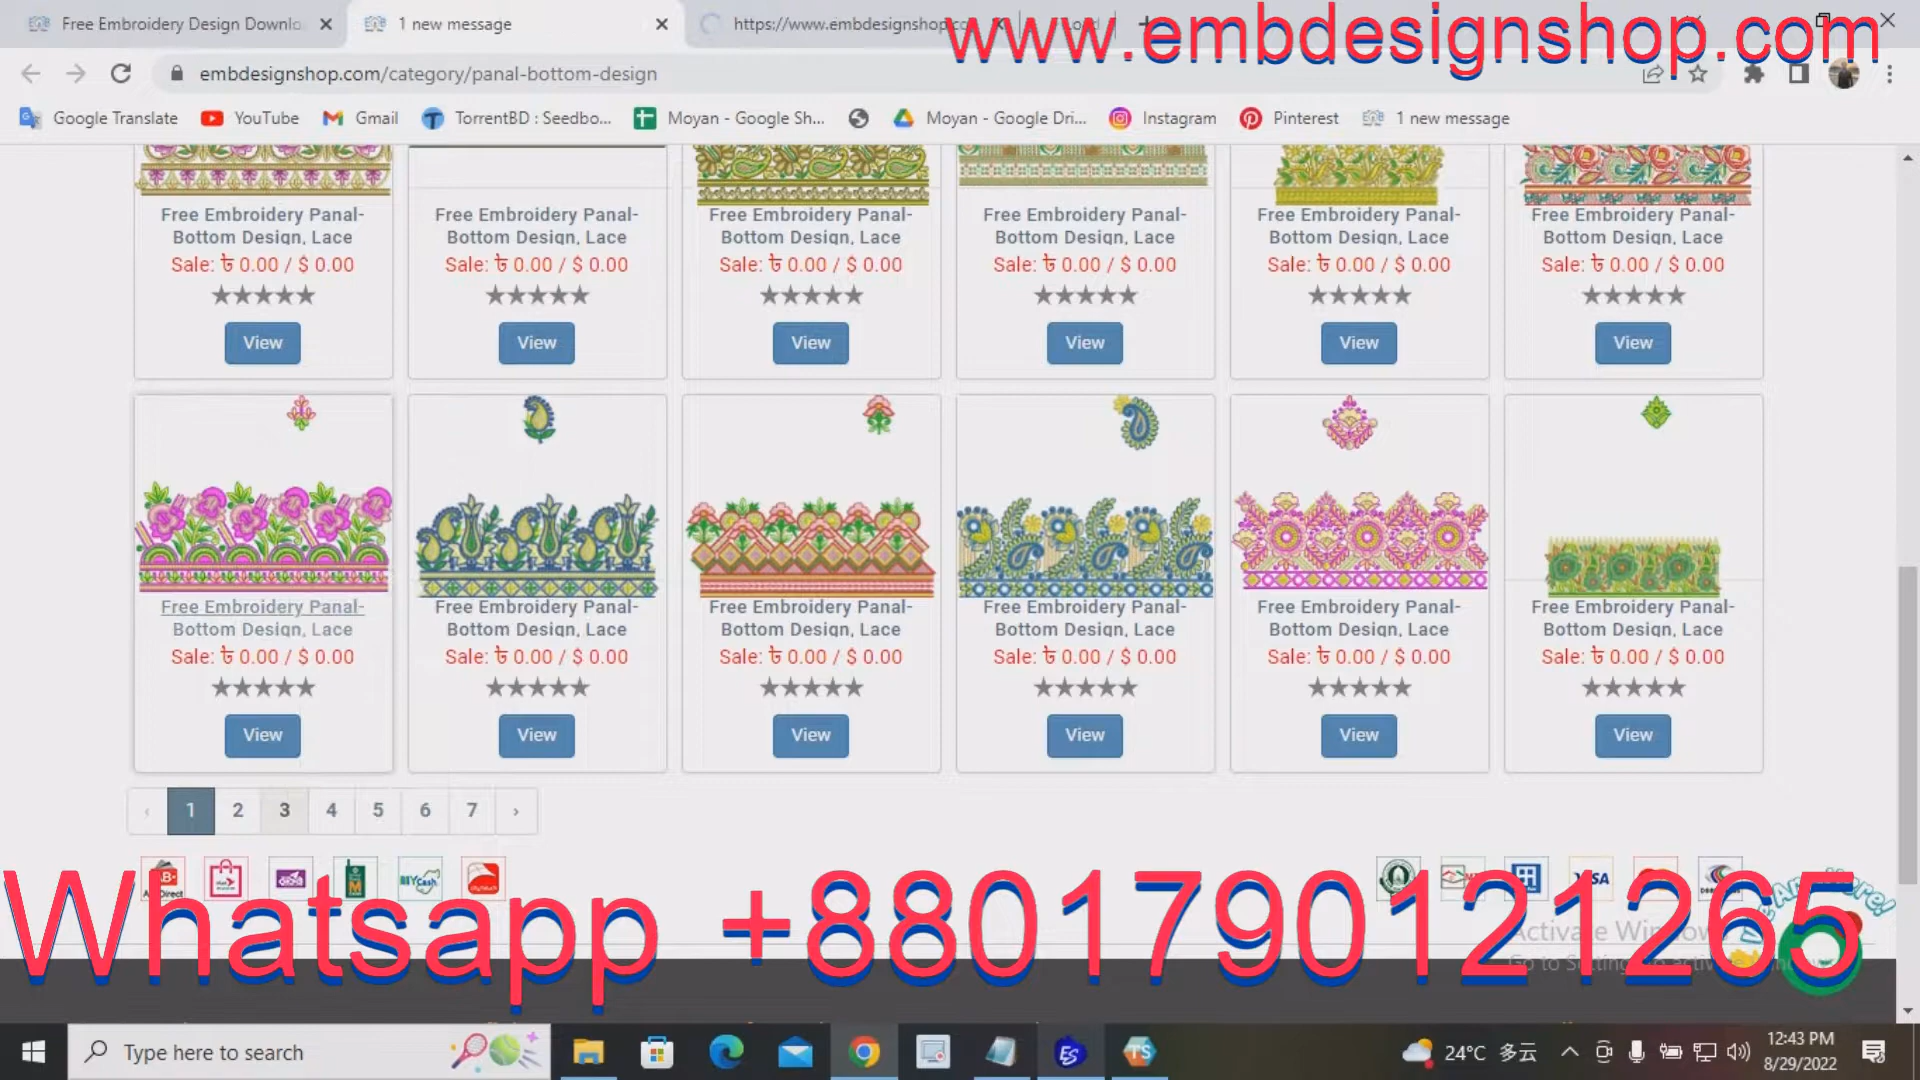 Free Embroidery Design Downlo
1 new message
https://www.embdesignshop.co
www.embdesignshop.com
embdesignshop.com/category/panal-bottom-design
Google Translate
YouTube
Gmail
TorrentBD : Seedbo...
Moyan - Google Sh...
Moyan - Google Dri...
Instagram
Pinterest
1 new message
Free Embroidery Panal- Free Embroidery Panal- Free Embroidery Panal- Free Embroidery Panal- Free Embroidery Panal- Free Embroidery Panal-
Bottom Design, Lace Bottom Design, Lace Bottom Design, Lace Bottom Design, Lace Bottom Design, Lace Bottom Design, Lace
Sale: ৳ 0.00 / $ 0.00 Sale: ৳ 0.00 / $ 0.00 Sale: ৳ 0.00 / $ 0.00 Sale: ৳ 0.00 / $ 0.00 Sale: ৳ 0.00 / $ 0.00 Sale: ৳ 0.00 / $ 0.00
★★★★★ ★★★★★ ★★★★★ ★★★★★ ★★★★★ ★★★★★
View View View View View View
Free Embroidery Panal- Free Embroidery Panal- Free Embroidery Panal- Free Embroidery Panal- Free Embroidery Panal- Free Embroidery Panal-
Bottom Design, Lace Bottom Design, Lace Bottom Design, Lace Bottom Design, Lace Bottom Design, Lace Bottom Design, Lace
Sale: ৳ 0.00 / $ 0.00 Sale: ৳ 0.00 / $ 0.00 Sale: ৳ 0.00 / $ 0.00 Sale: ৳ 0.00 / $ 0.00 Sale: ৳ 0.00 / $ 0.00 Sale: ৳ 0.00 / $ 0.00
★★★★★ ★★★★★ ★★★★★ ★★★★★ ★★★★★ ★★★★★
View View View View View View
‹ 1 2 3 4 5 6 7 ›
MYCash
Whatsapp +8801790121265
Activate Windows
Type here to search
ES
TS
24°C 多云
12:43 PM
8/29/2022